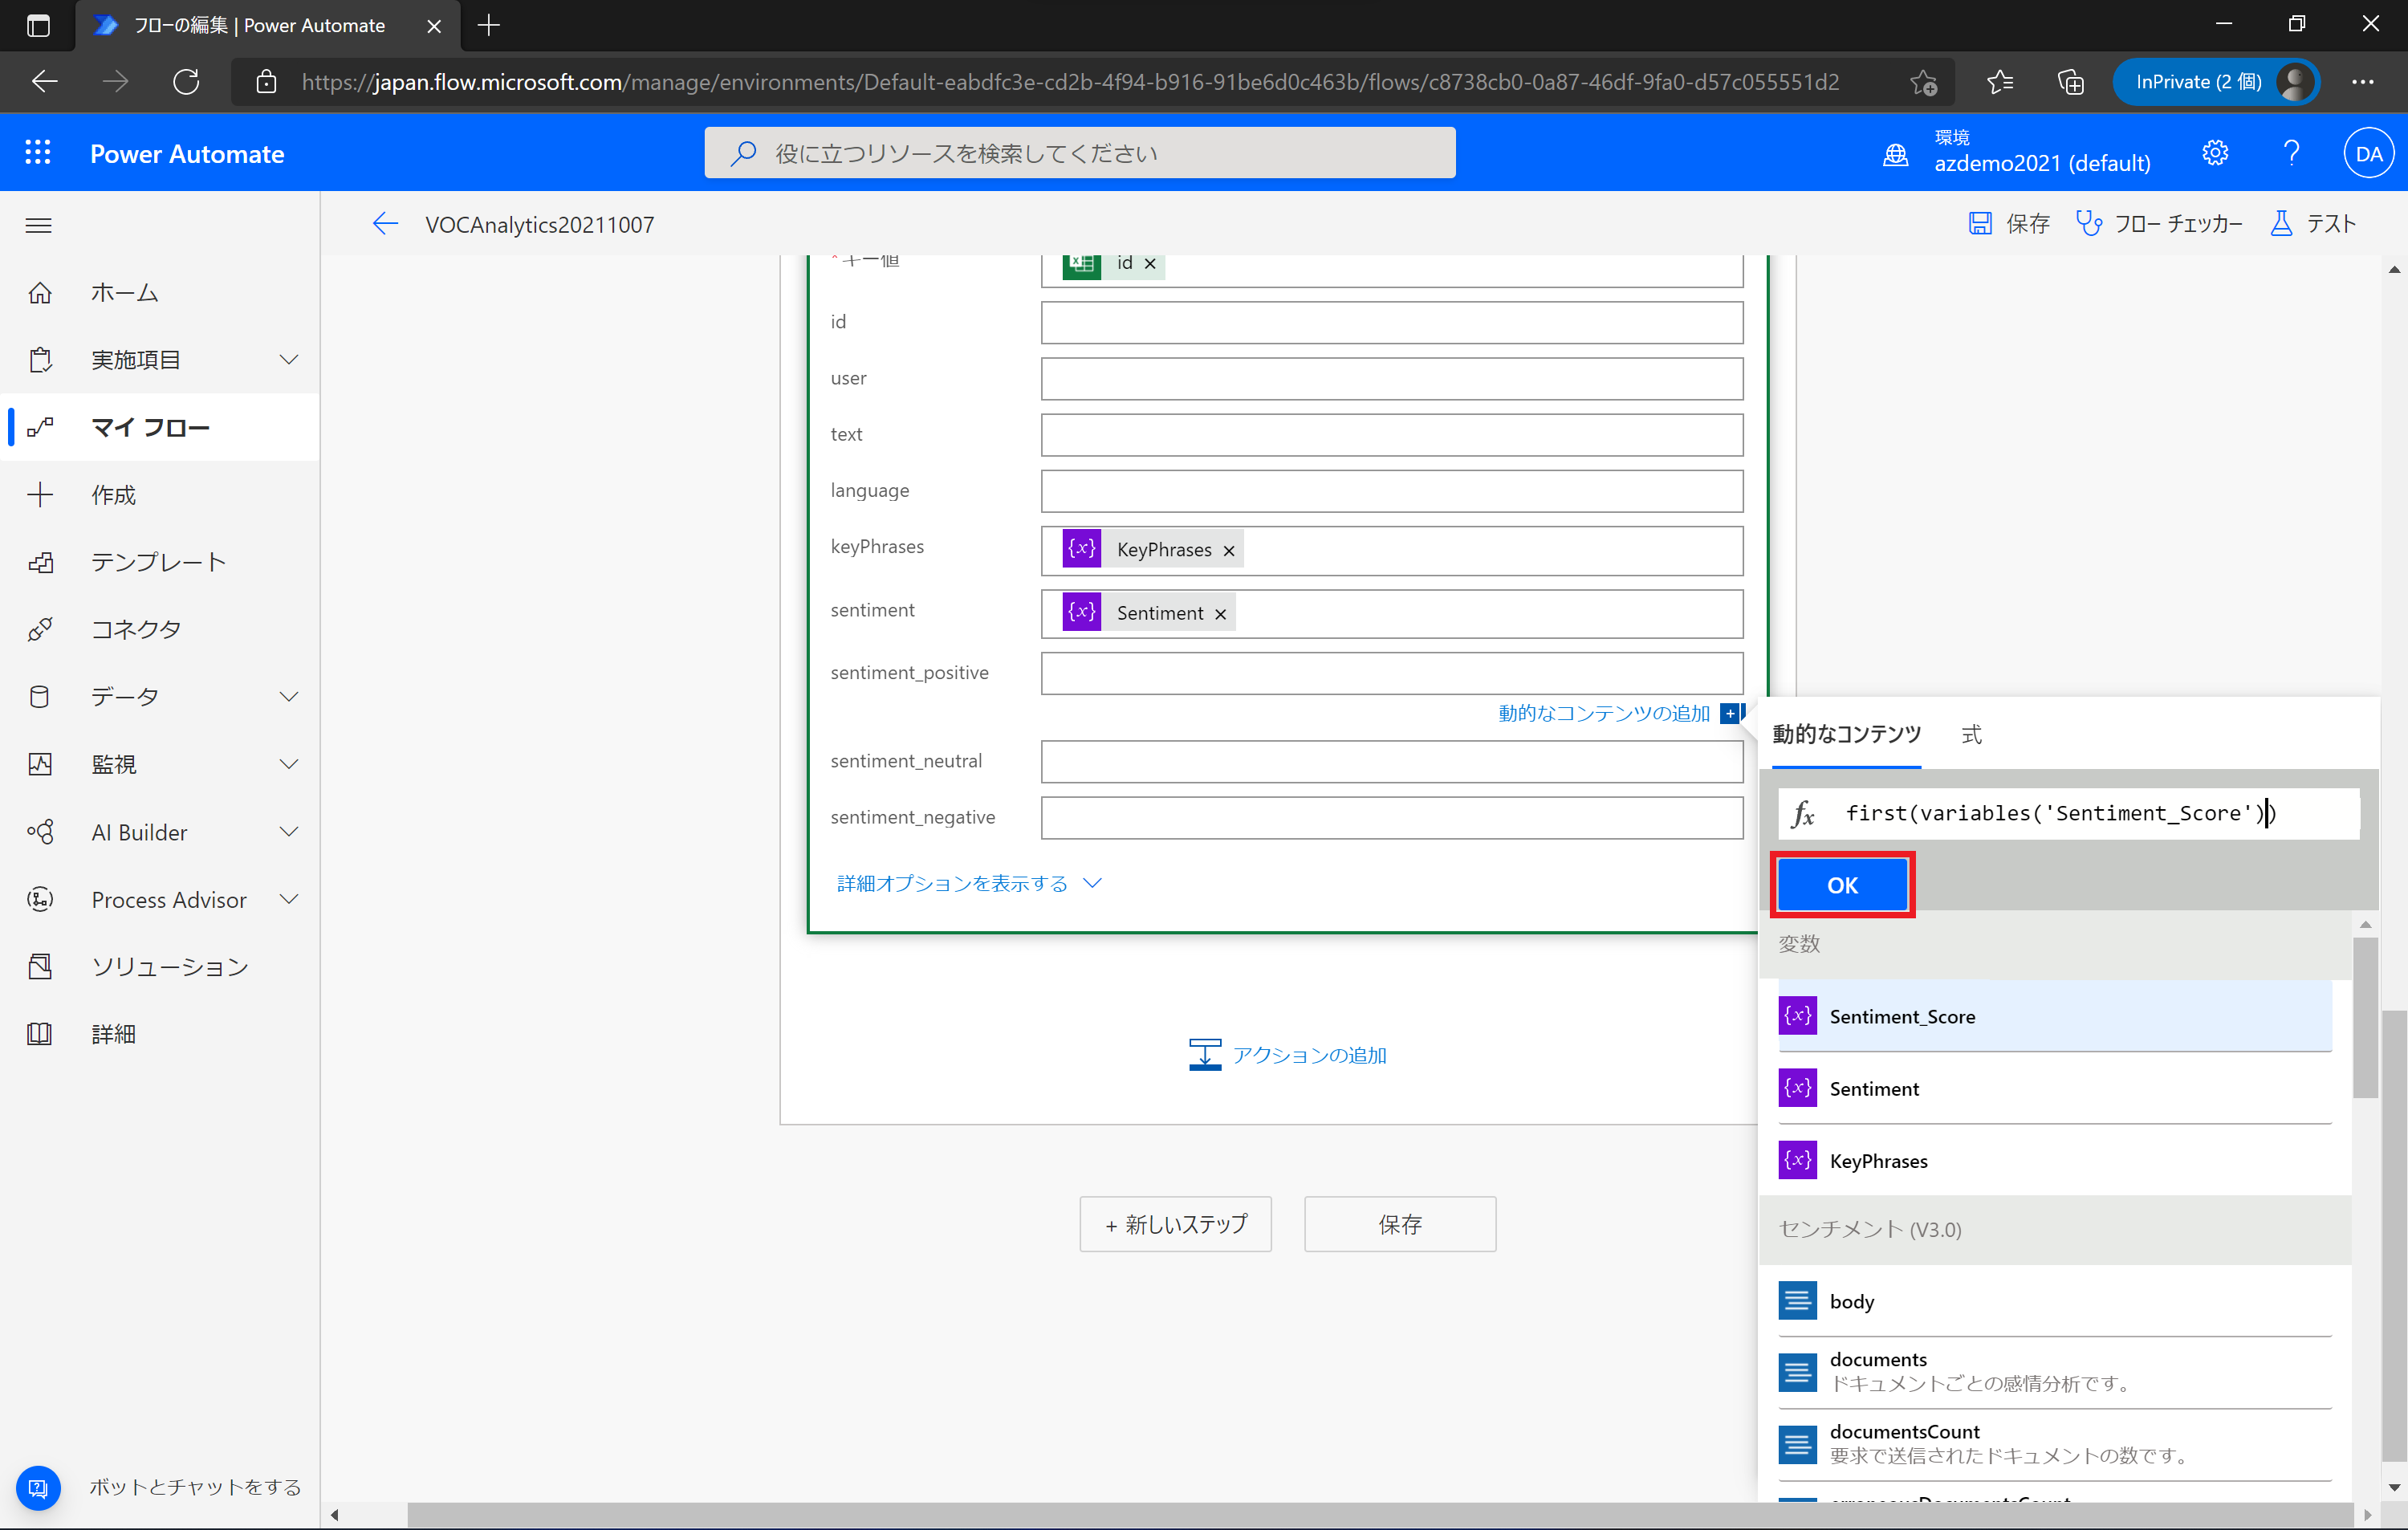 フローの編集 | Power Automate
https://japan.flow.microsoft.com/manage/environments/Default-eabdfc3e-cd2b-4f94-b916-91be6d0c463b/flows/c8738cb0-0a87-46df-9fa0-d57c055551d2
InPrivate (2 個)
Power Automate
役に立つリソースを検索してください
環境
azdemo2021 (default)
DA
VOCAnalytics20211007
保存
フロー チェッカー
テスト
ホーム
実施項目
マイ フロー
作成
テンプレート
コネクタ
データ
監視
AI Builder
Process Advisor
ソリューション
詳細
ボットとチャットをする
* キー値
id ×
id
user
text
language
keyPhrases
{x} KeyPhrases ×
sentiment
{x} Sentiment ×
sentiment_positive
動的なコンテンツの追加 +
sentiment_neutral
sentiment_negative
詳細オプションを表示する
アクションの追加
+ 新しいステップ
保存
動的なコンテンツ
式
fx first(variables('Sentiment_Score'))
OK
変数
{x} Sentiment_Score
{x} Sentiment
{x} KeyPhrases
センチメント (V3.0)
body
documents
ドキュメントごとの感情分析です。
documentsCount
要求で送信されたドキュメントの数です。
erroneousDocumentsCount